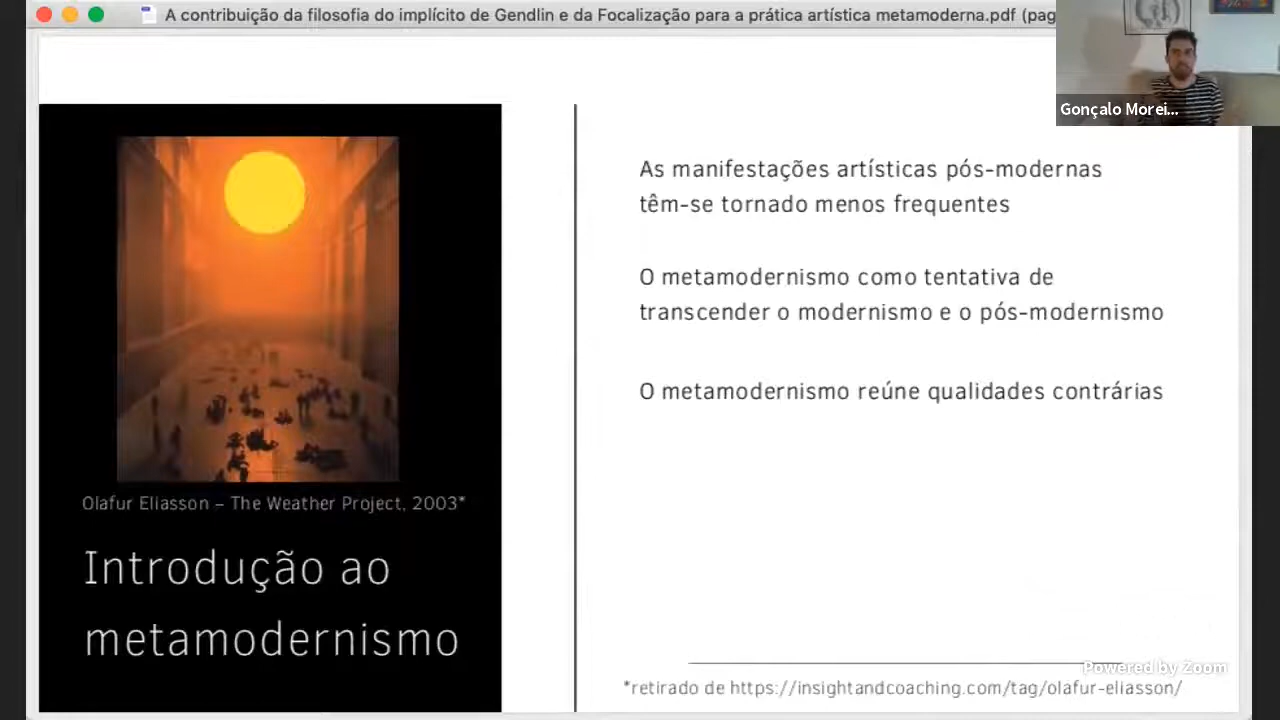 A contribuição da filosofia do implícito de Gendlin e da Focalização para a prática artística metamoderna.pdf (pag
Gonçalo Morei...
As manifestações artísticas pós-modernas
têm-se tornado menos frequentes
O metamodernismo como tentativa de
transcender o modernismo e o pós-modernismo
O metamodernismo reúne qualidades contrárias
Olafur Eliasson – The Weather Project, 2003*
Introdução ao
metamodernismo
Powered by Zoom
*retirado de https://insightandcoaching.com/tag/olafur-eliasson/